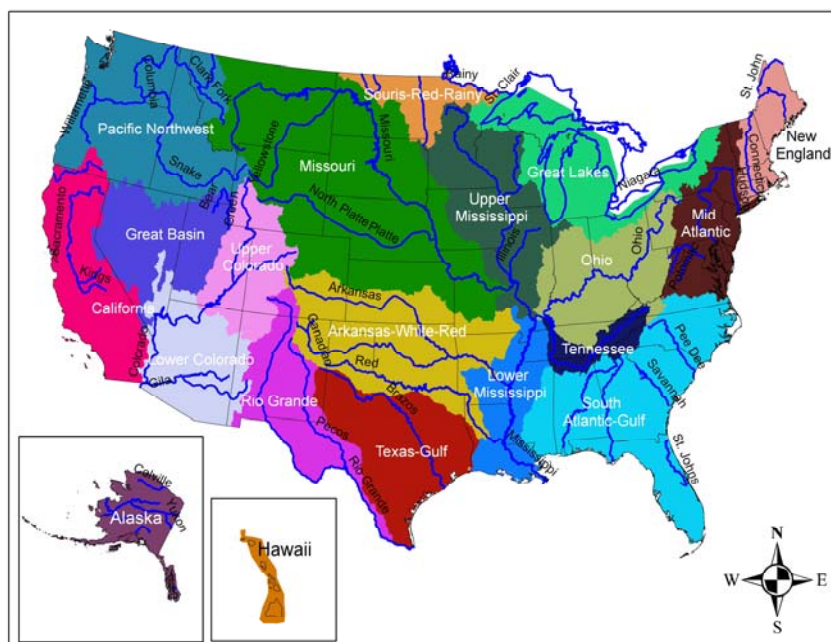 Rainy
St. Clair
St. John
Willamette
Columbia
Clark Fork
Souris-Red-Rainy
Pacific Northwest
Yellowstone
Missouri
Missouri
New
England
Connecticut
Hudson
Great Lakes
Niagara
Snake
Bear
Green
North Platte
Platte
Upper
Mississippi
Illinois
Mid
Atlantic
Potomac
Sacramento
Great Basin
Upper
Colorado
Ohio
Ohio
Kings
California
Arkansas
Arkansas-White-Red
Canadian
Red
Tennessee
Pee Dee
Savannah
Colorado
Lower Colorado
Gila
Rio Grande
Brazos
Lower
Mississippi
South
Atlantic-Gulf
Pecos
Texas-Gulf
Mississippi
St. Johns
Rio Grande
Colville
Yukon
Alaska
Hawaii
N
W
E
S